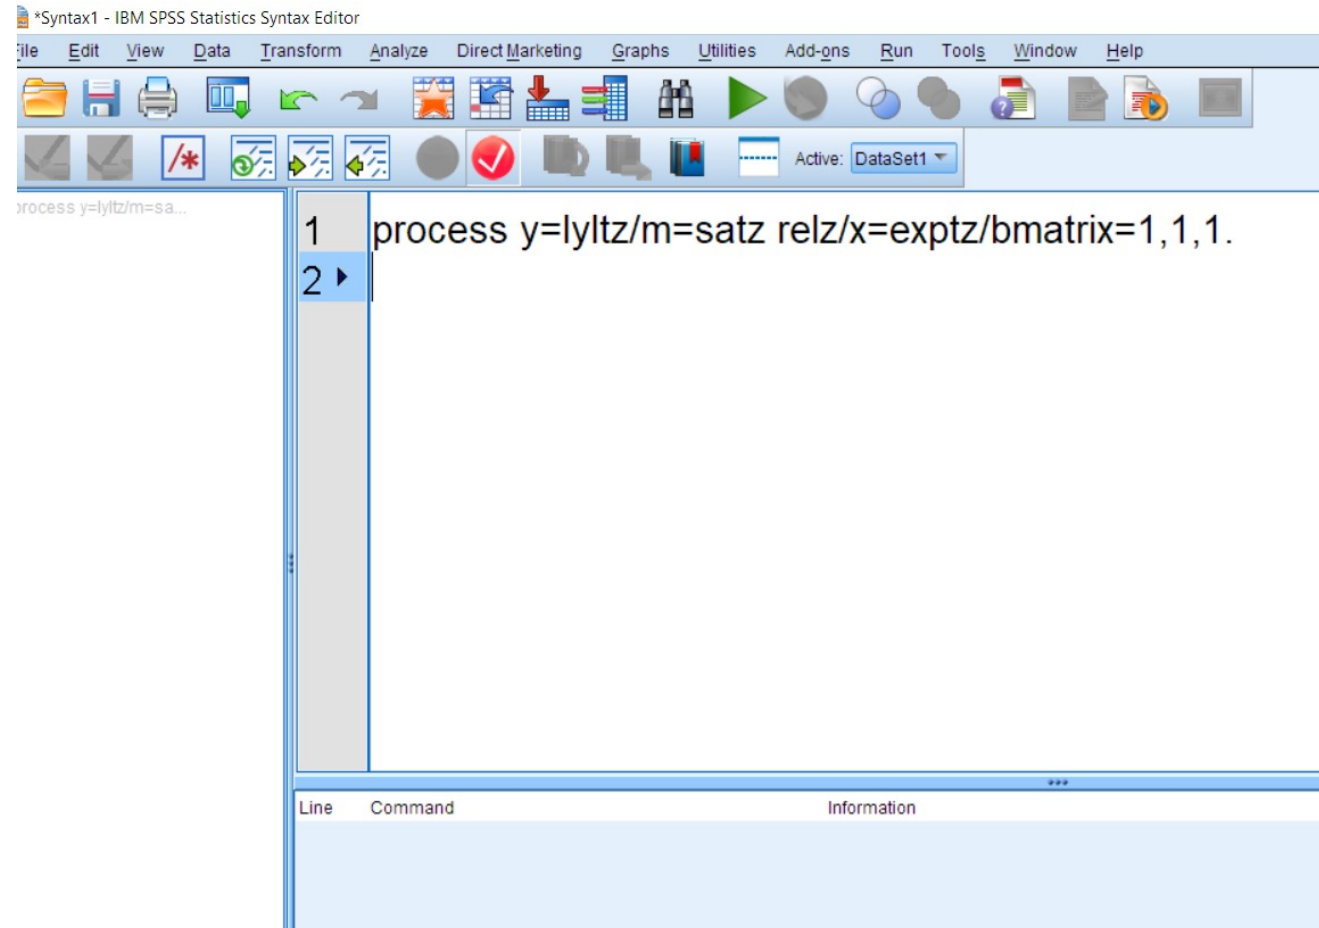 *Syntax1 - IBM SPSS Statistics Syntax Editor
File Edit View Data Transform Analyze Direct Marketing Graphs Utilities Add-ons Run Tools Window Help
Active: DataSet1
process y=lyltz/m=sa...
1 process y=lyltz/m=satz relz/x=exptz/bmatrix=1,1,1.
2
Line Command Information